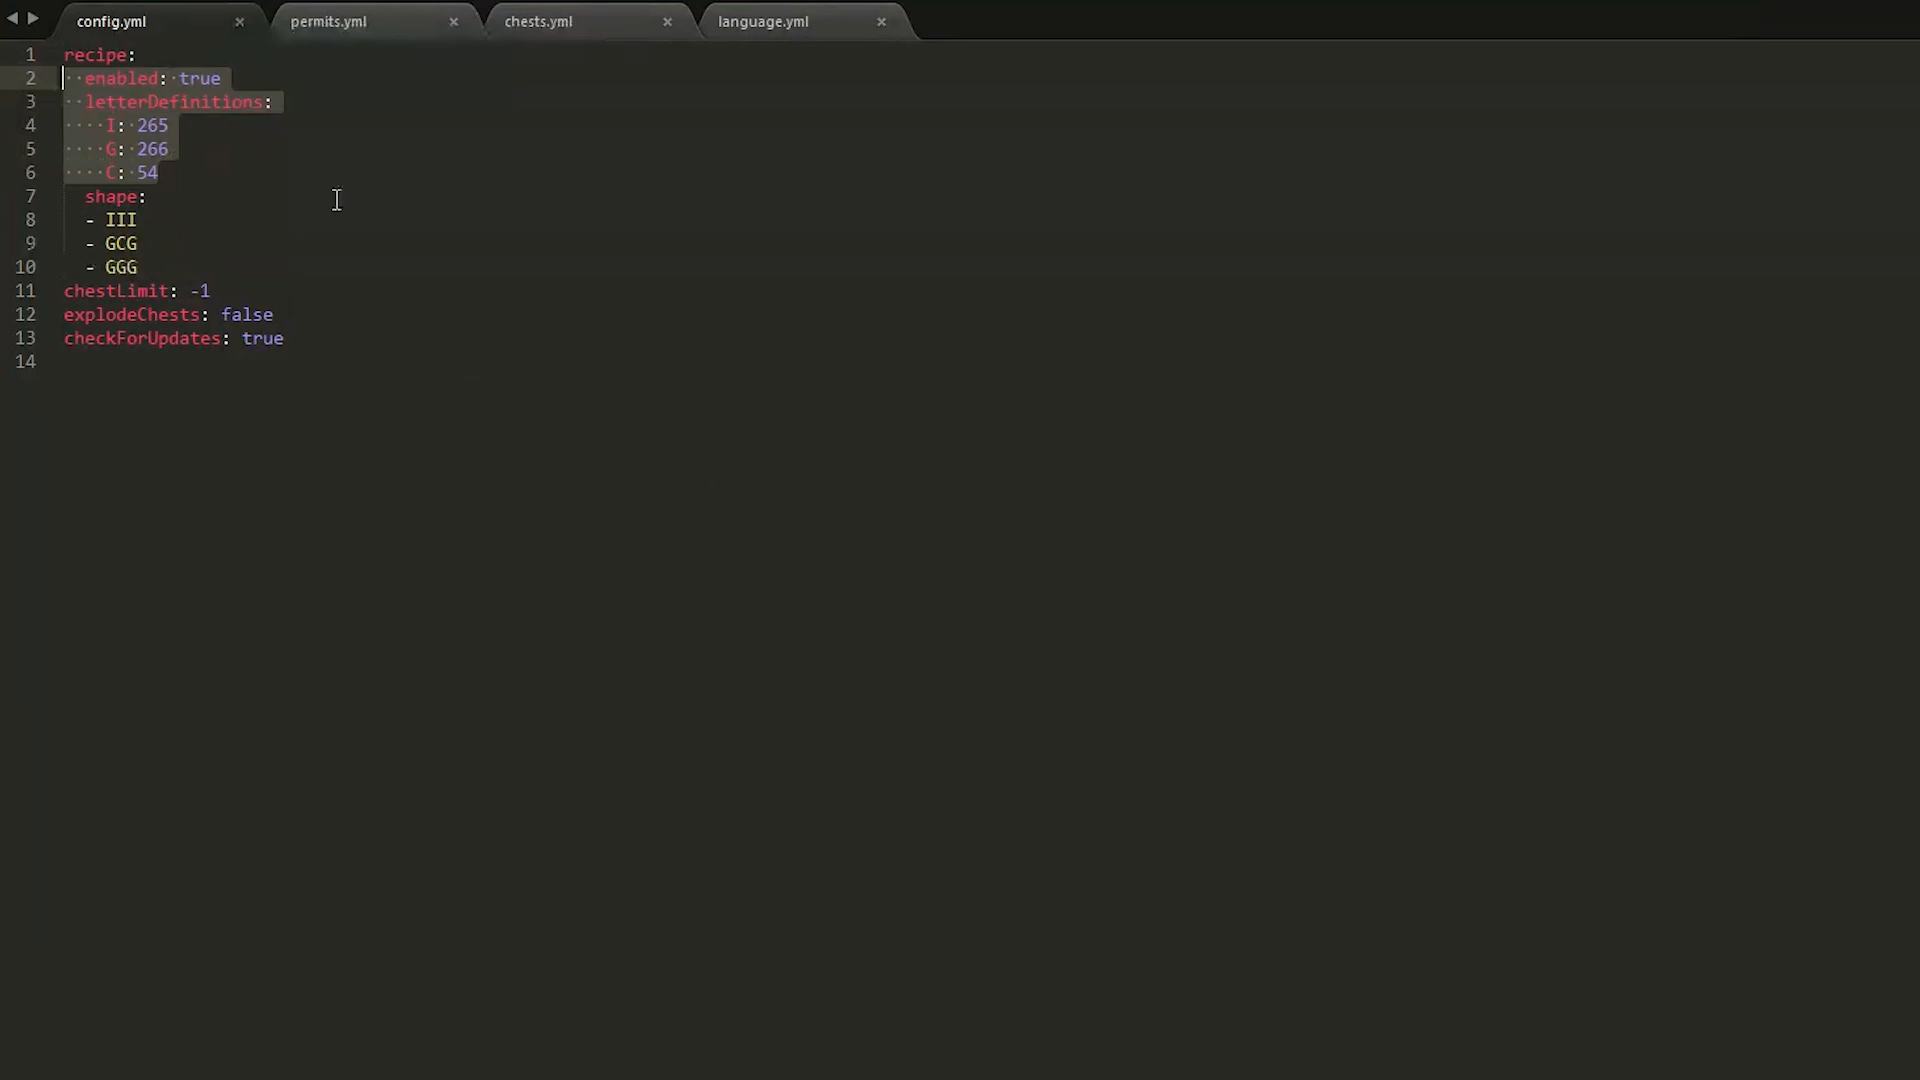 config.yml × permits.yml × chests.yml × language.yml ×
1 recipe:
2   enabled: true
3   letterDefinitions:
4     I: 265
5     G: 266
6     C: 54
7   shape:
8   - III
9   - GCG
10   - GGG
11 chestLimit: -1
12 explodeChests: false
13 checkForUpdates: true
14